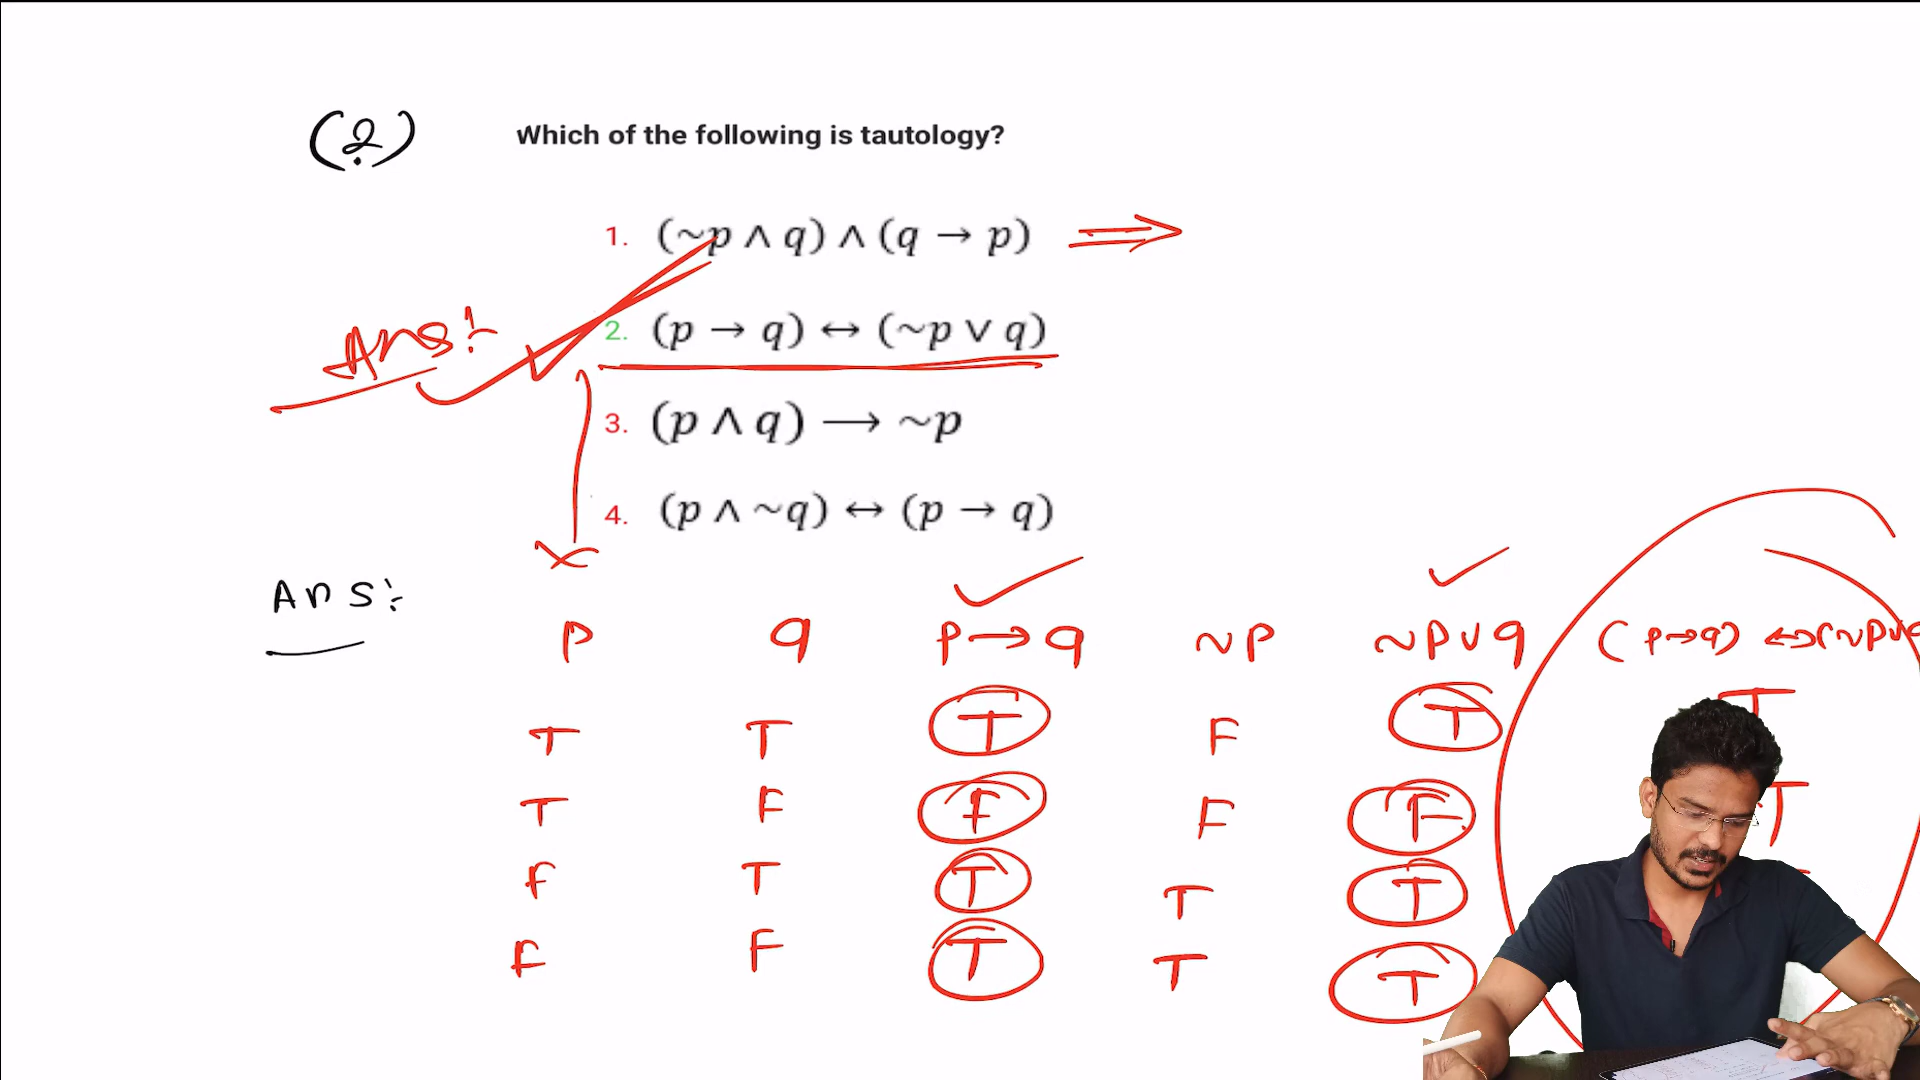 (2) Which of the following is tautology?
1. (~p ∧ q) ∧ (q → p) ⟹
Ans:
2. (p → q) ↔ (~p ∨ q)
3. (p ∧ q) ⟶ ~p
4. (p ∧ ~q) ↔ (p → q)
Ans:
p q p → q ~p ~p ∨ q (p→q) ↔ (~p∨q
T T T F T T
T F F F F T
F T T T T
F F T T T